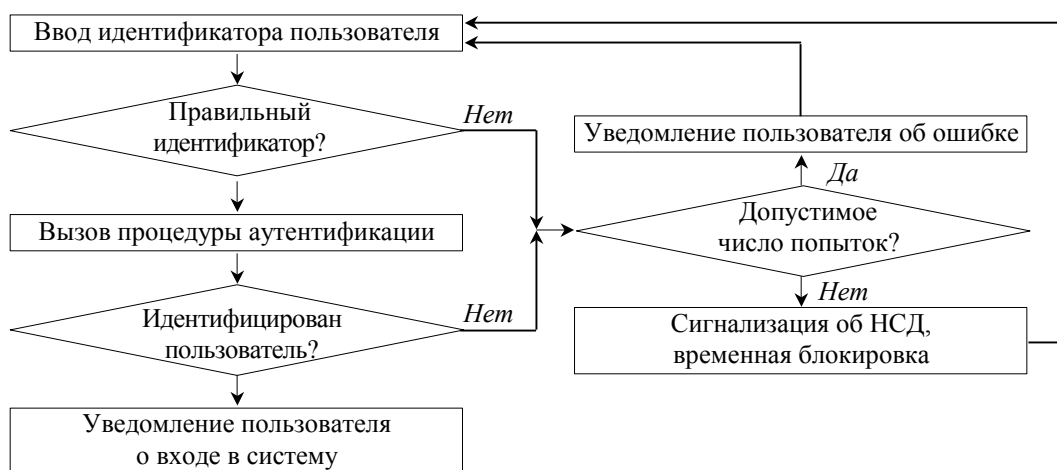 Ввод идентификатора пользователя
Правильный
идентификатор?
Нет
Вызов процедуры аутентификации
Идентифицирован
пользователь?
Нет
Уведомление пользователя
о входе в систему
Уведомление пользователя об ошибке
Да
Допустимое
число попыток?
Нет
Сигнализация об НСД,
временная блокировка